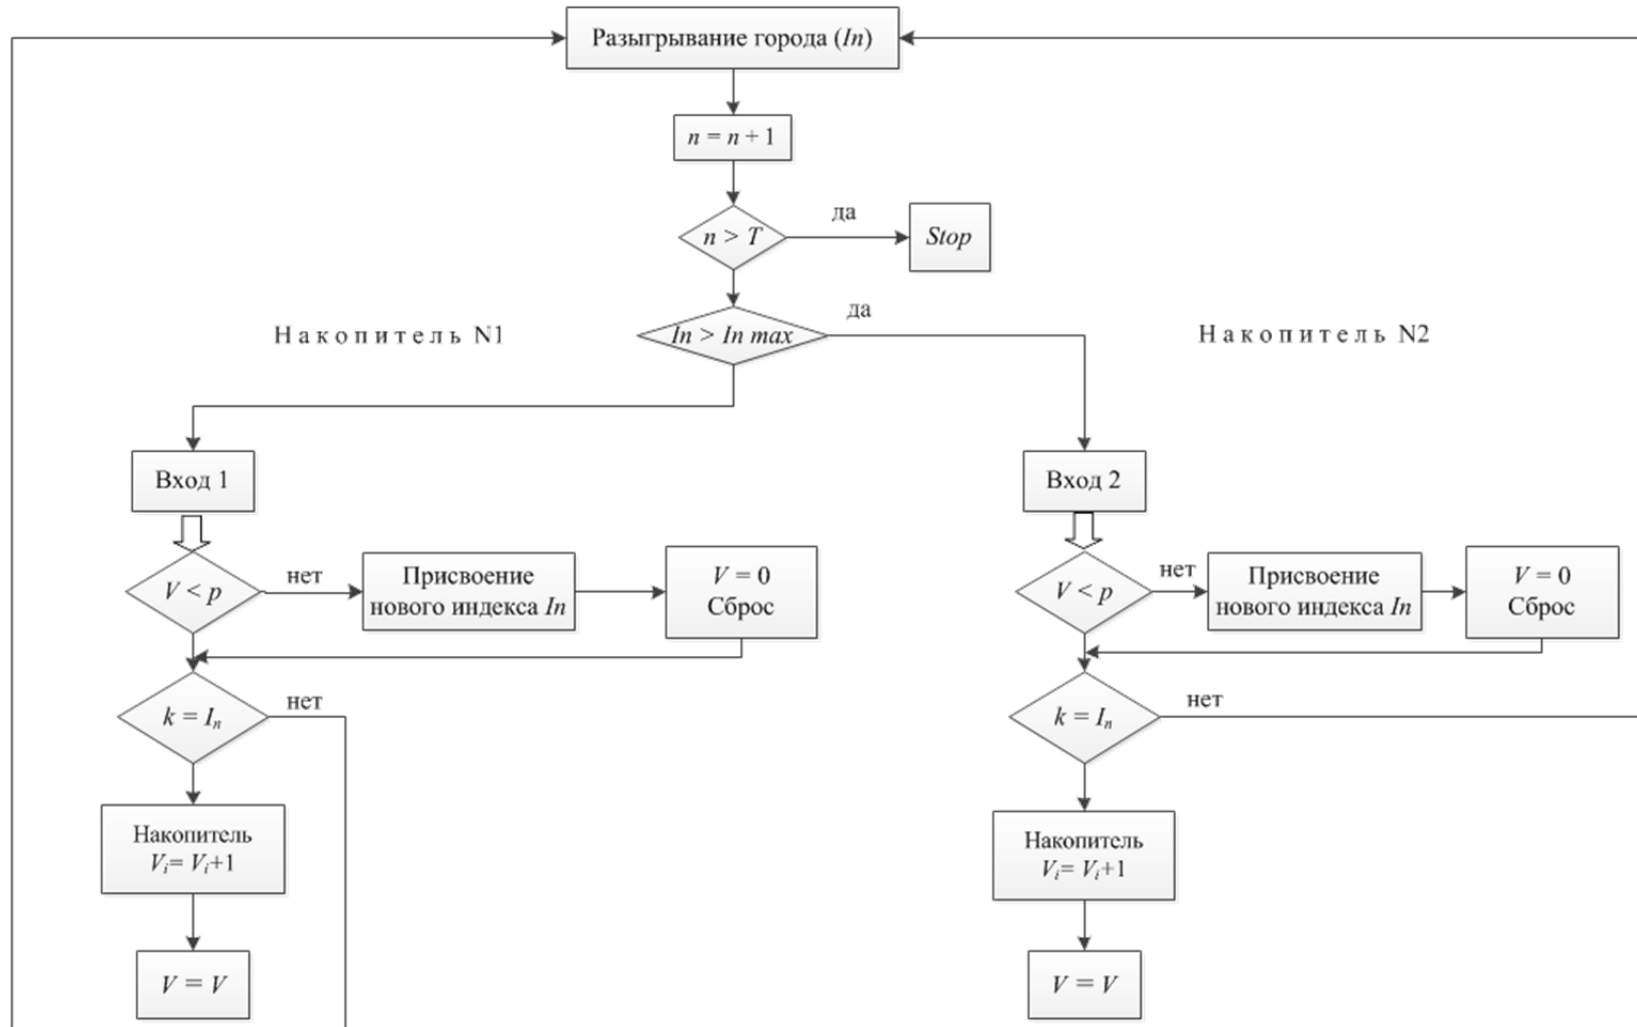 Разыгрывание города (In)
n = n + 1
n > T
да
Stop
In > In max
да
Накопитель N1
Накопитель N2
Вход 1
V < p
нет
Присвоение
нового индекса In
V = 0
Сброс
k = Iₙ
нет
Накопитель
Vᵢ= Vᵢ+1
V = V
Вход 2
V < p
нет
Присвоение
нового индекса In
V = 0
Сброс
k = Iₙ
нет
Накопитель
Vᵢ= Vᵢ+1
V = V